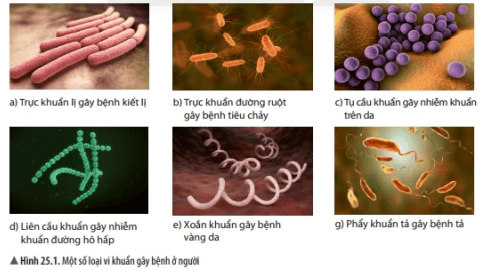 a) Trực khuẩn lị gây bệnh kiết lị
b) Trực khuẩn đường ruột
gây bệnh tiêu chảy
c) Tụ cầu khuẩn gây nhiễm khuẩn
trên da
d) Liên cầu khuẩn gây nhiễm
khuẩn đường hô hấp
e) Xoắn khuẩn gây bệnh
vàng da
g) Phẩy khuẩn tả gây bệnh tả
▲ Hình 25.1. Một số loại vi khuẩn gây bệnh ở người